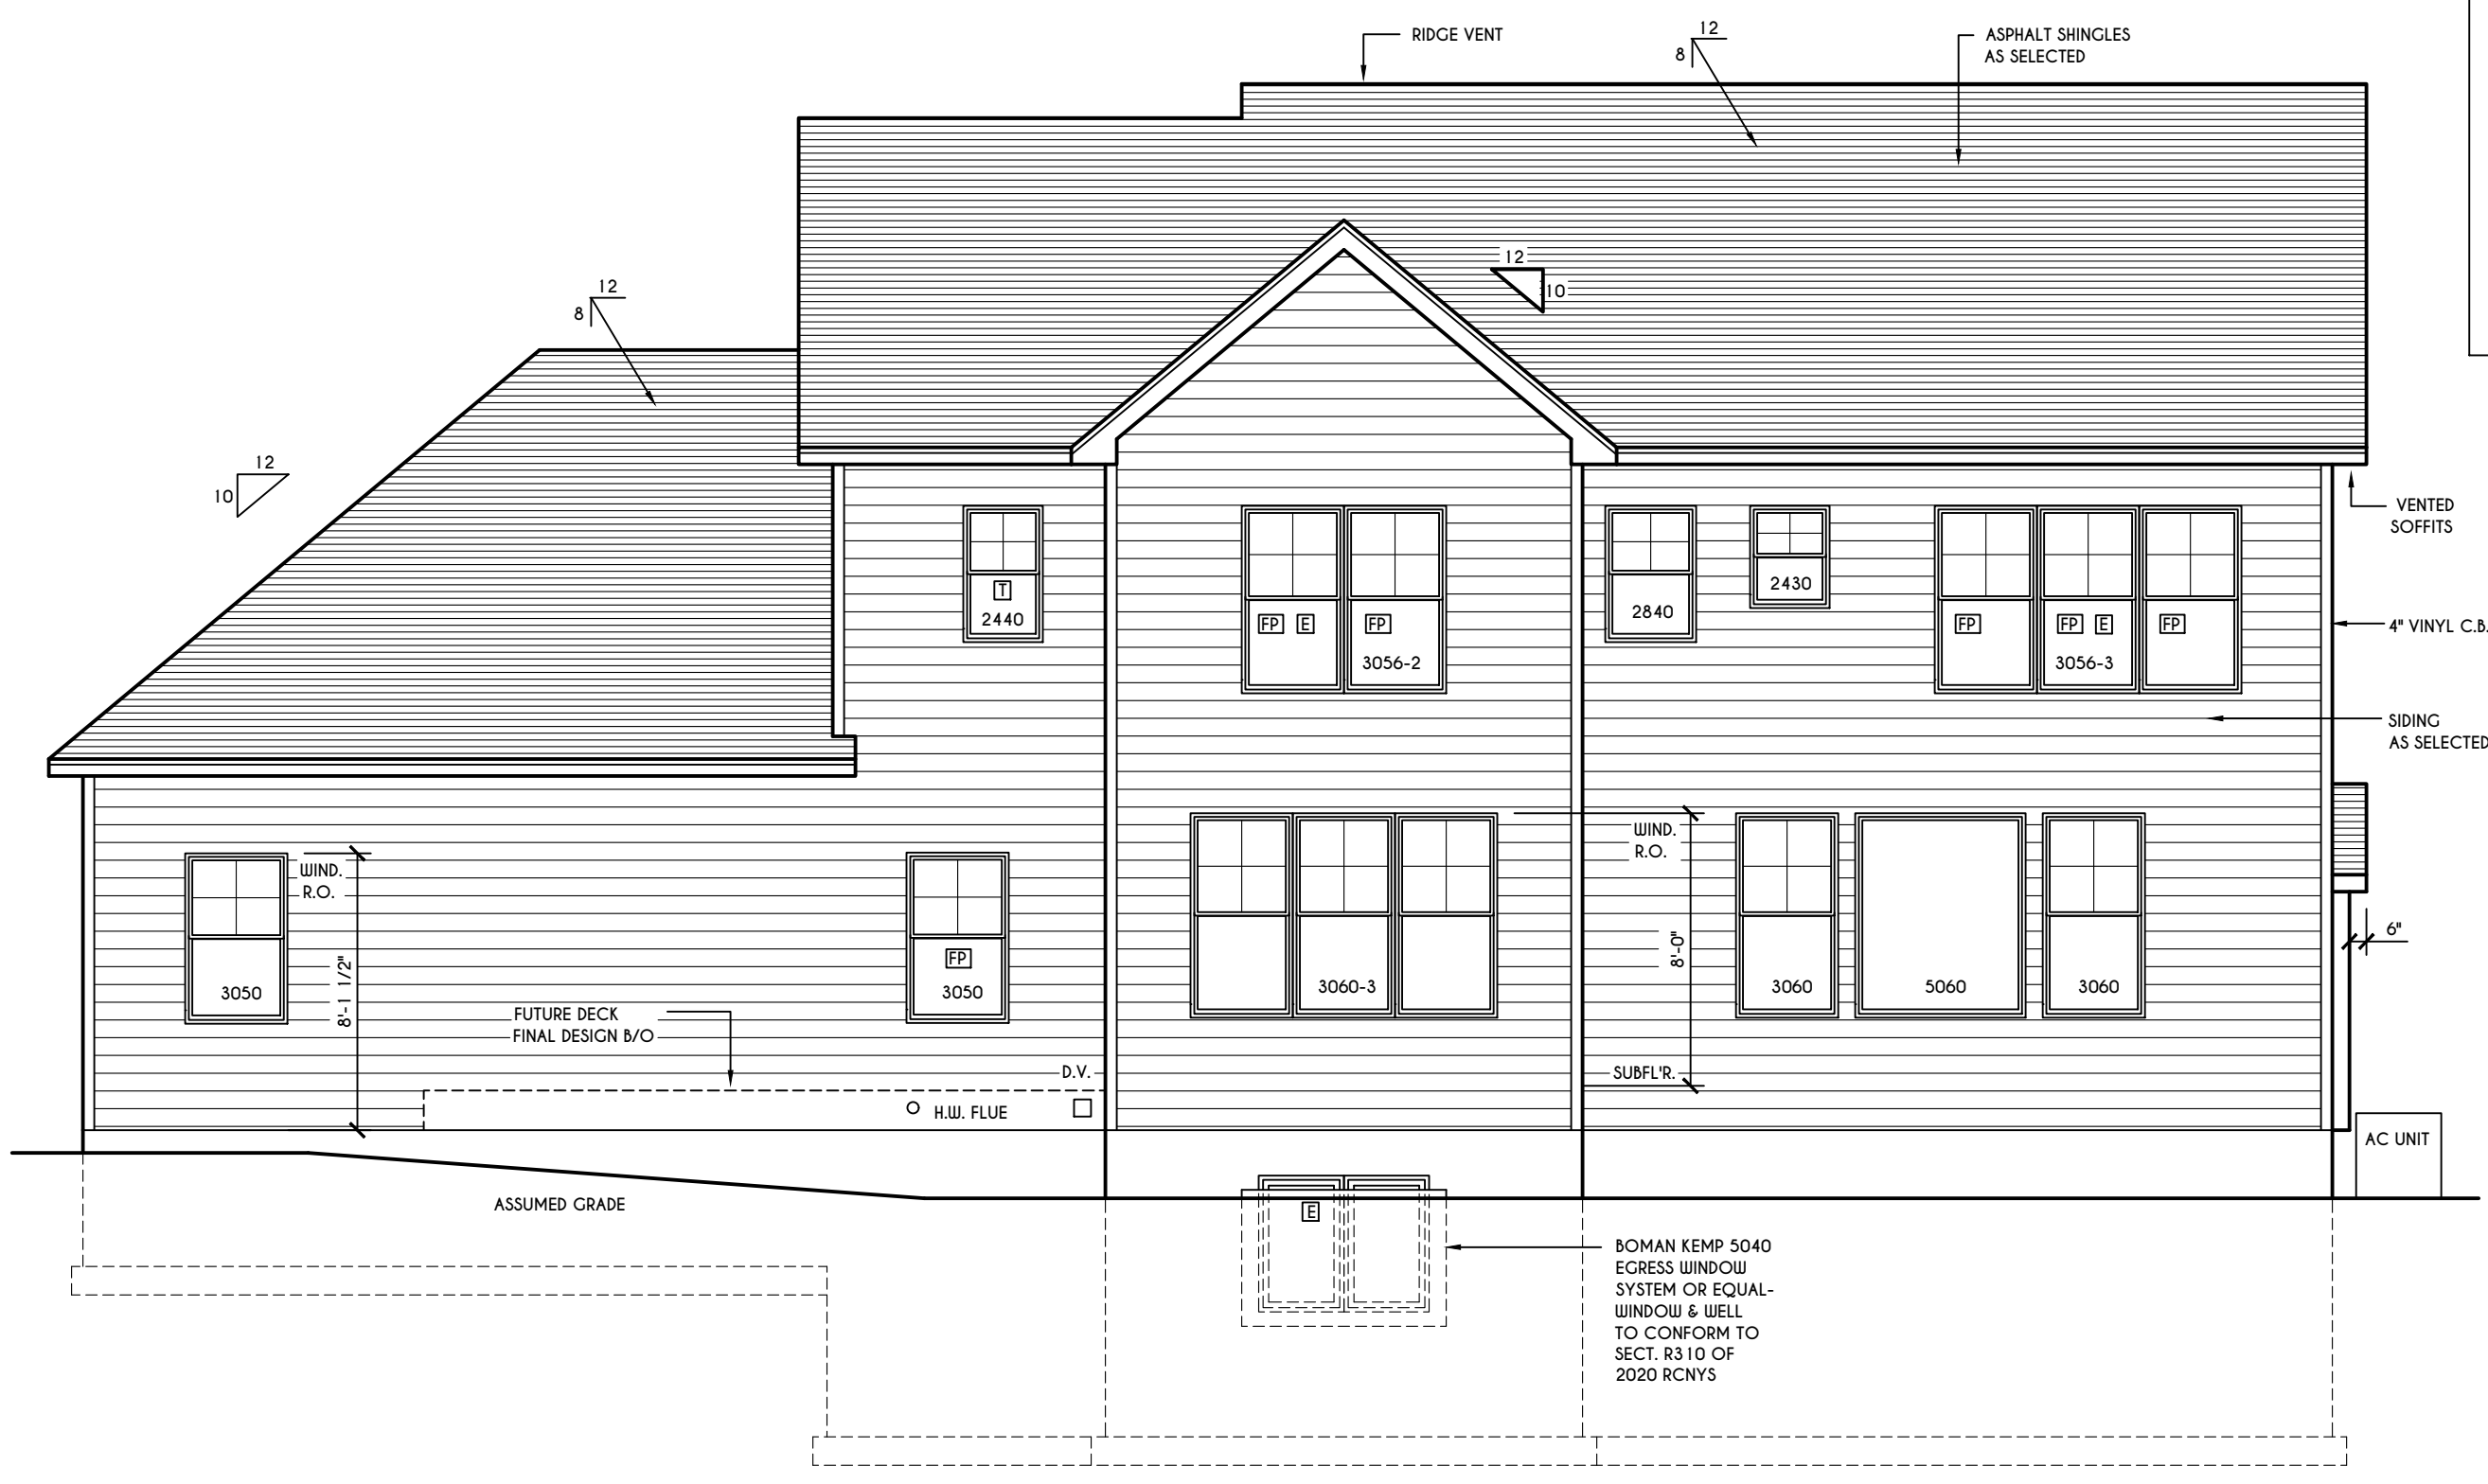 RIDGE VENT
12
8
ASPHALT SHINGLES
AS SELECTED
12
10
12
8
12
10
VENTED
SOFFITS
T
2440
FP E
FP
3056-2
2840
2430
FP
FP E
FP
3056-3
4" VINYL C.B.
SIDING
AS SELECTED
WIND.
R.O.
8'-1 1/2"
3050
FP
3050
3060-3
WIND.
R.O.
8'-0"
3060
5060
3060
6"
FUTURE DECK
FINAL DESIGN B/O
D.V.
SUBFL'R.
H.W. FLUE
AC UNIT
ASSUMED GRADE
E
BOMAN KEMP 5040
EGRESS WINDOW
SYSTEM OR EQUAL-
WINDOW & WELL
TO CONFORM TO
SECT. R310 OF
2020 RCNYS